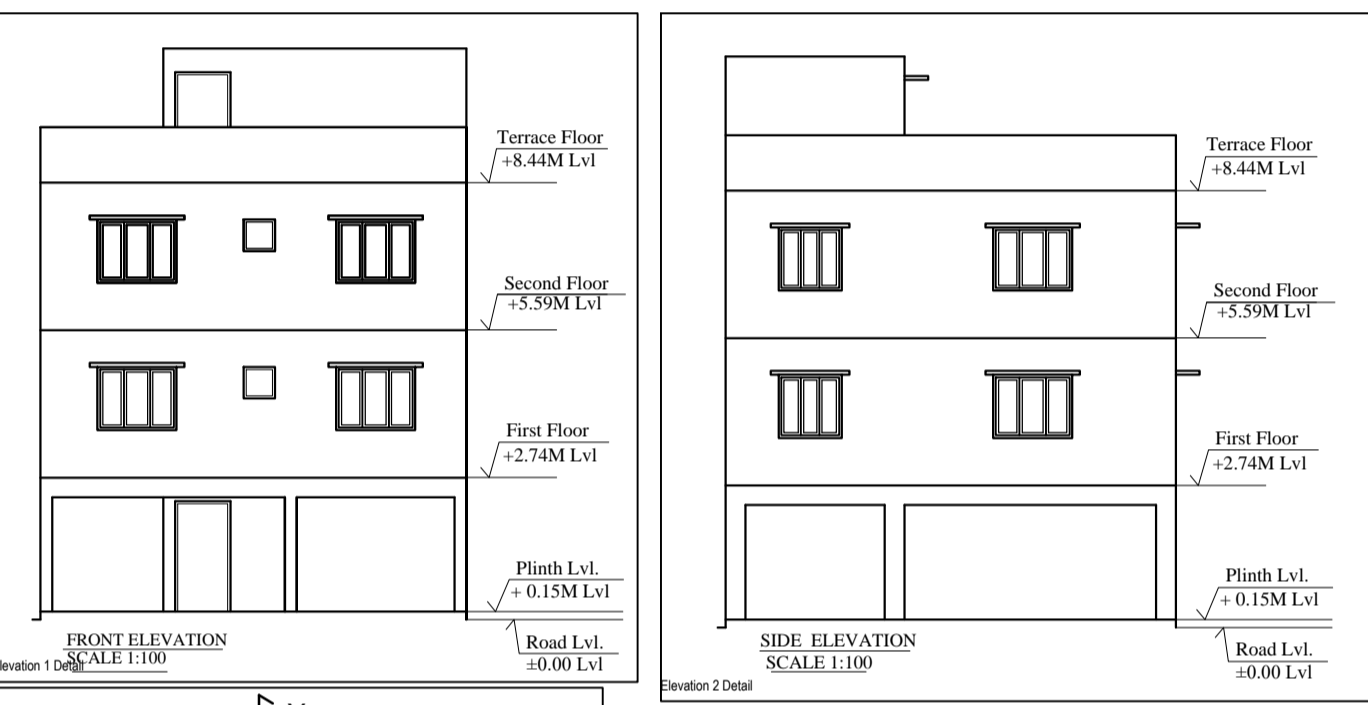 Terrace Floor
+8.44M Lvl
Second Floor
+5.59M Lvl
First Floor
+2.74M Lvl
Plinth Lvl.
+ 0.15M Lvl
Road Lvl.
±0.00 Lvl
FRONT ELEVATION
SCALE 1:100
levation 1 Detail
Terrace Floor
+8.44M Lvl
Second Floor
+5.59M Lvl
First Floor
+2.74M Lvl
Plinth Lvl.
+ 0.15M Lvl
Road Lvl.
±0.00 Lvl
SIDE ELEVATION
SCALE 1:100
Elevation 2 Detail